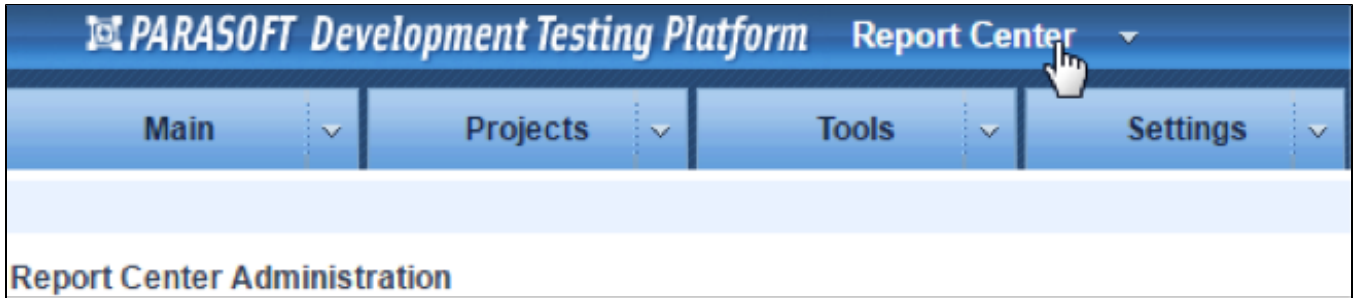 PARASOFT Development Testing Platform Report Center
Main Projects Tools Settings
Report Center Administration